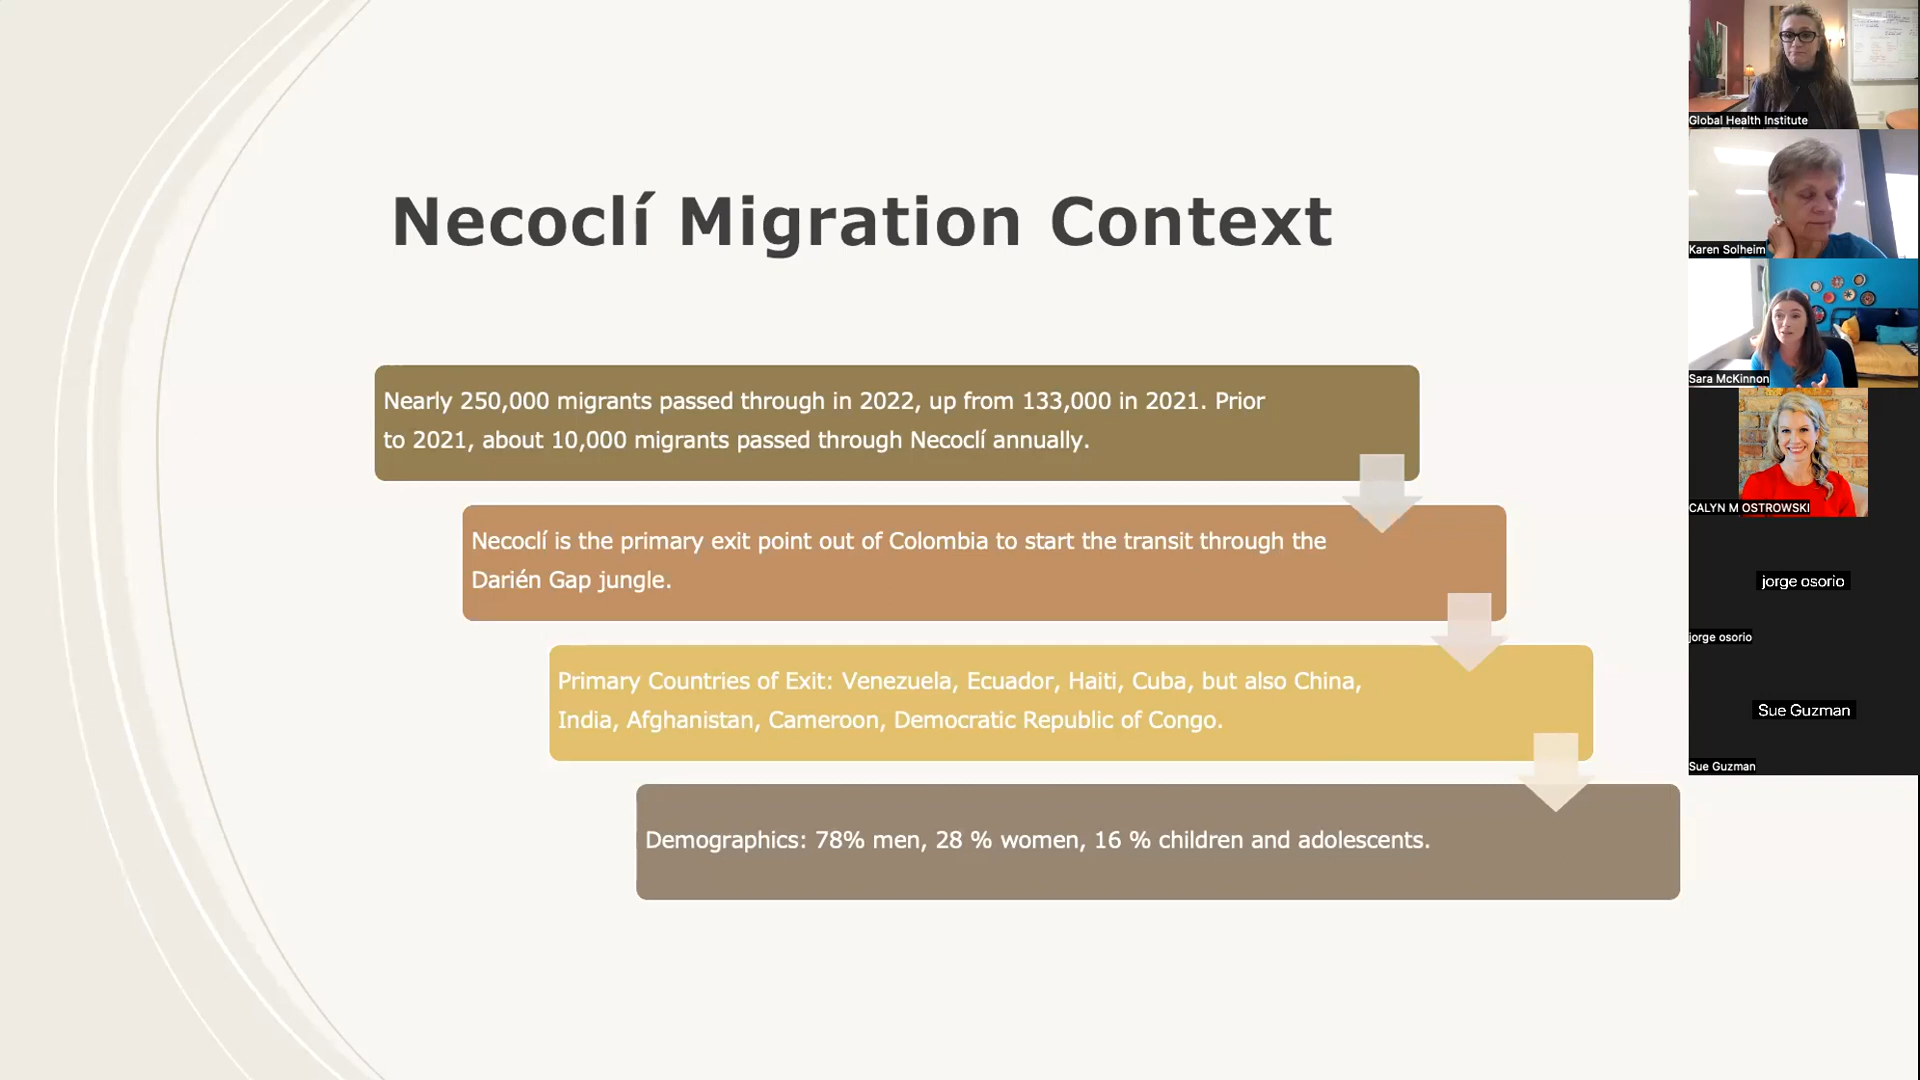 Necoclí Migration Context
Nearly 250,000 migrants passed through in 2022, up from 133,000 in 2021. Prior
to 2021, about 10,000 migrants passed through Necoclí annually.
Necoclí is the primary exit point out of Colombia to start the transit through the
Darién Gap jungle.
Primary Countries of Exit: Venezuela, Ecuador, Haiti, Cuba, but also China,
India, Afghanistan, Cameroon, Democratic Republic of Congo.
Demographics: 78% men, 28 % women, 16 % children and adolescents.
Global Health Institute
Karen Solheim
Sara McKinnon
CALYN M OSTROWSKI
jorge osorio
jorge osorio
Sue Guzman
Sue Guzman